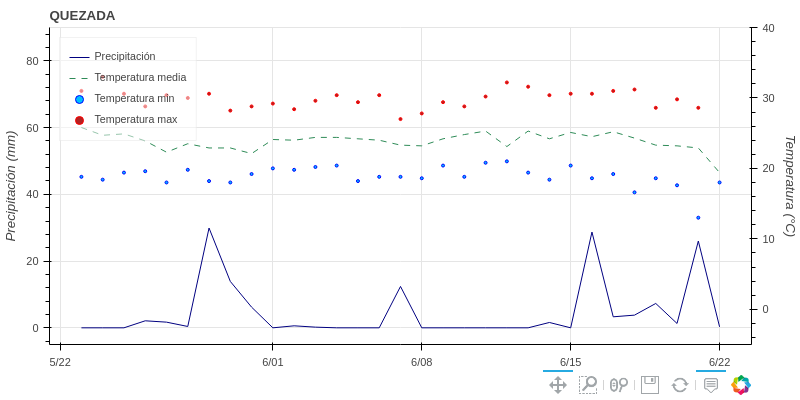 QUEZADA
Precipitación
Temperatura media
Temperatura min
Temperatura max
Precipitación (mm)
80
60
40
20
0
Temperatura (°C)
40
30
20
10
0
5/22
6/01
6/08
6/15
6/22